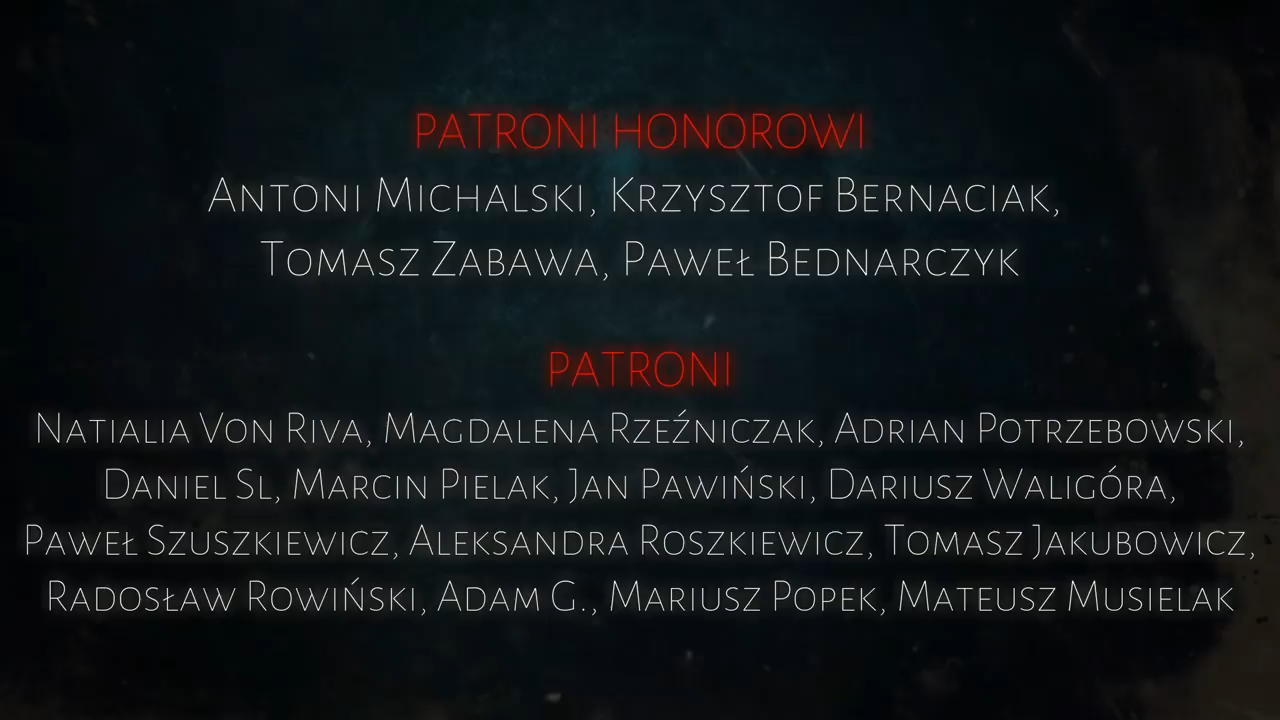 PATRONI HONOROWI
ANTONI MICHALSKI, KRZYSZTOF BERNACIAK,
TOMASZ ZABAWA, PAWEŁ BEDNARCZYK
PATRONI
NATIALIA VON RIVA, MAGDALENA RZEŹNICZAK, ADRIAN POTRZEBOWSKI,
DANIEL SL, MARCIN PIELAK, JAN PAWIŃSKI, DARIUSZ WALIGÓRA,
PAWEŁ SZUSZKIEWICZ, ALEKSANDRA ROSZKIEWICZ, TOMASZ JAKUBOWICZ,
RADOSŁAW ROWIŃSKI, ADAM G., MARIUSZ POPEK, MATEUSZ MUSIELAK